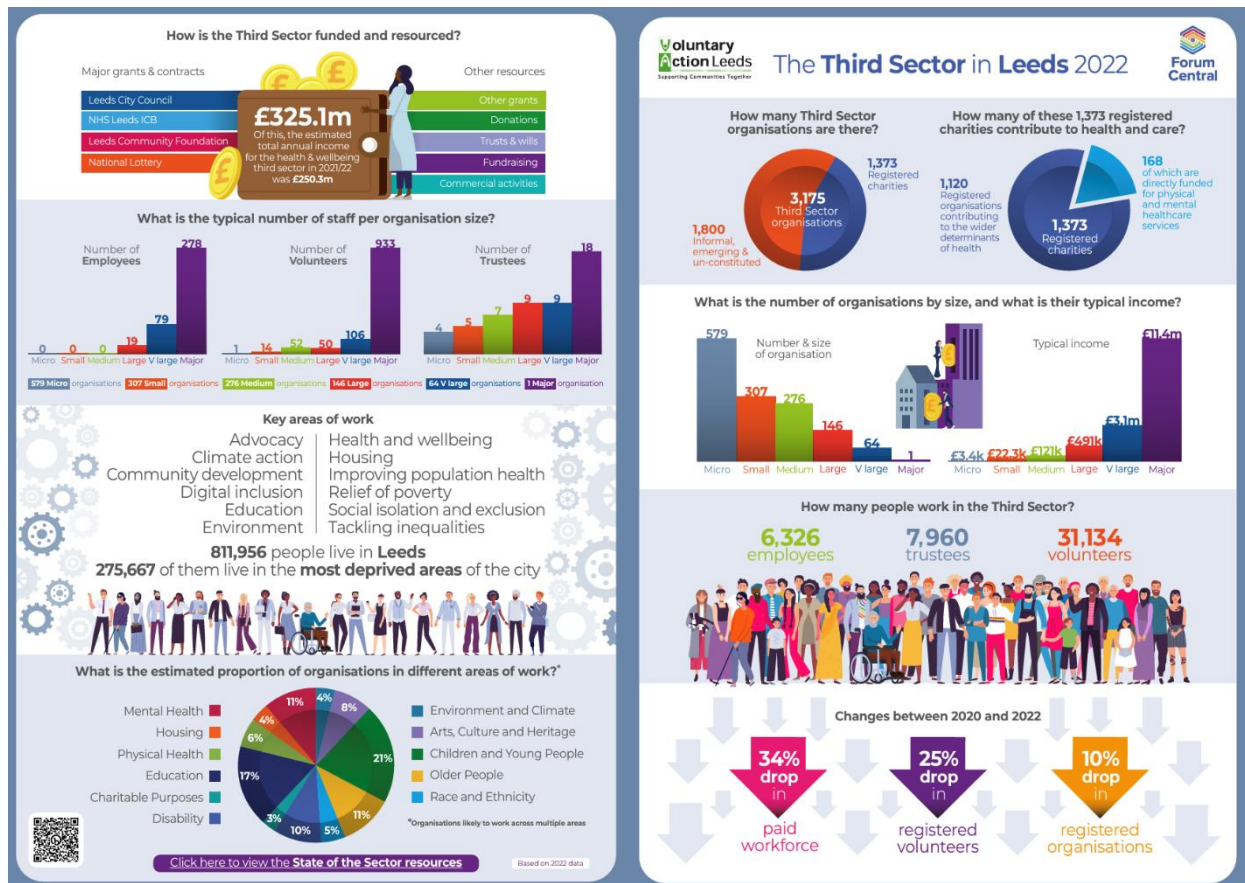 How is the Third Sector funded and resourced?
Major grants & contracts
Leeds City Council
NHS Leeds ICB
Leeds Community Foundation
National Lottery
£325.1m
Of this, the estimated
total annual income
for the health & wellbeing
third sector in 2021/22
was £250.3m
Other resources
Other grants
Donations
Trusts & wills
Fundraising
Commercial activities
What is the typical number of staff per organisation size?
Number of
Employees
0 0 0 19 79 278
Micro Small Medium Large V large Major
Number of
Volunteers
1 14 52 50 106 933
Micro Small Medium Large V large Major
Number of
Trustees
4 5 7 9 9 18
Micro Small Medium Large V large Major
579 Micro organisations 307 Small organisations 276 Medium organisations 146 Large organisations 64 V large organisations 1 Major organisation
Key areas of work
Advocacy
Climate action
Community development
Digital inclusion
Education
Environment
Health and wellbeing
Housing
Improving population health
Relief of poverty
Social isolation and exclusion
Tackling inequalities
811,956 people live in Leeds
275,667 of them live in the most deprived areas of the city
What is the estimated proportion of organisations in different areas of work?*
Mental Health
Housing
Physical Health
Education
Charitable Purposes
Disability
4%
8%
21%
11%
5%
10%
3%
17%
6%
4%
11%
Environment and Climate
Arts, Culture and Heritage
Children and Young People
Older People
Race and Ethnicity
*Organisations likely to work across multiple areas
Click here to view the State of the Sector resources
Based on 2022 data
Voluntary
Action Leeds
Supporting Communities Together
The Third Sector in Leeds 2022
Forum
Central
How many Third Sector
organisations are there?
3,175
Third Sector
organisations
1,373
Registered
charities
1,800
Informal,
emerging &
un-constituted
How many of these 1,373 registered
charities contribute to health and care?
1,120
Registered
organisations
contributing
to the wider
determinants
of health
1,373
Registered
charities
168
of which are
directly funded
for physical
and mental
healthcare
services
What is the number of organisations by size, and what is their typical income?
Number & size
of organisation
579 307 276 146 64 1
Micro Small Medium Large V large Major
Typical income
£3.4k £22.3k £121k £491k £3.1m £11.4m
Micro Small Medium Large V large Major
How many people work in the Third Sector?
6,326
employees
7,960
trustees
31,134
volunteers
Changes between 2020 and 2022
34%
drop
in
paid
workforce
25%
drop
in
registered
volunteers
10%
drop
in
registered
organisations